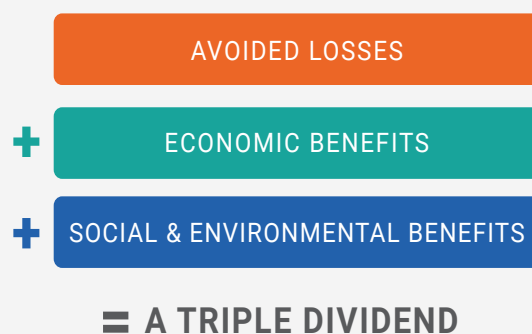 AVOIDED LOSSES
+ ECONOMIC BENEFITS
+ SOCIAL & ENVIRONMENTAL BENEFITS
= A TRIPLE DIVIDEND